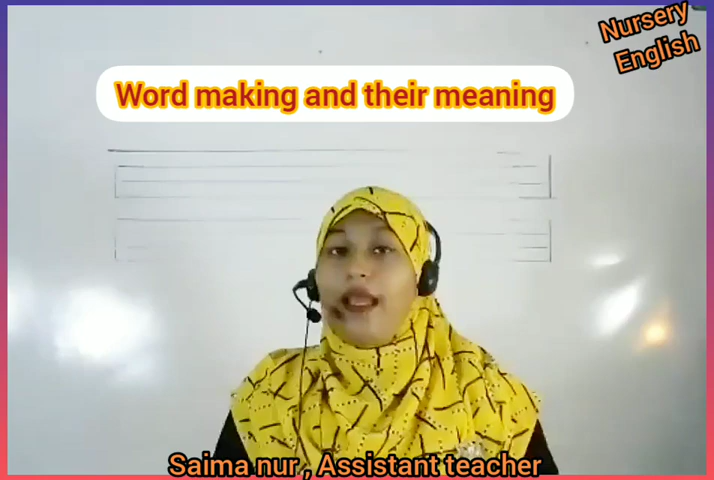 Nursery
English
Word making and their meaning
Saima nur , Assistant teacher